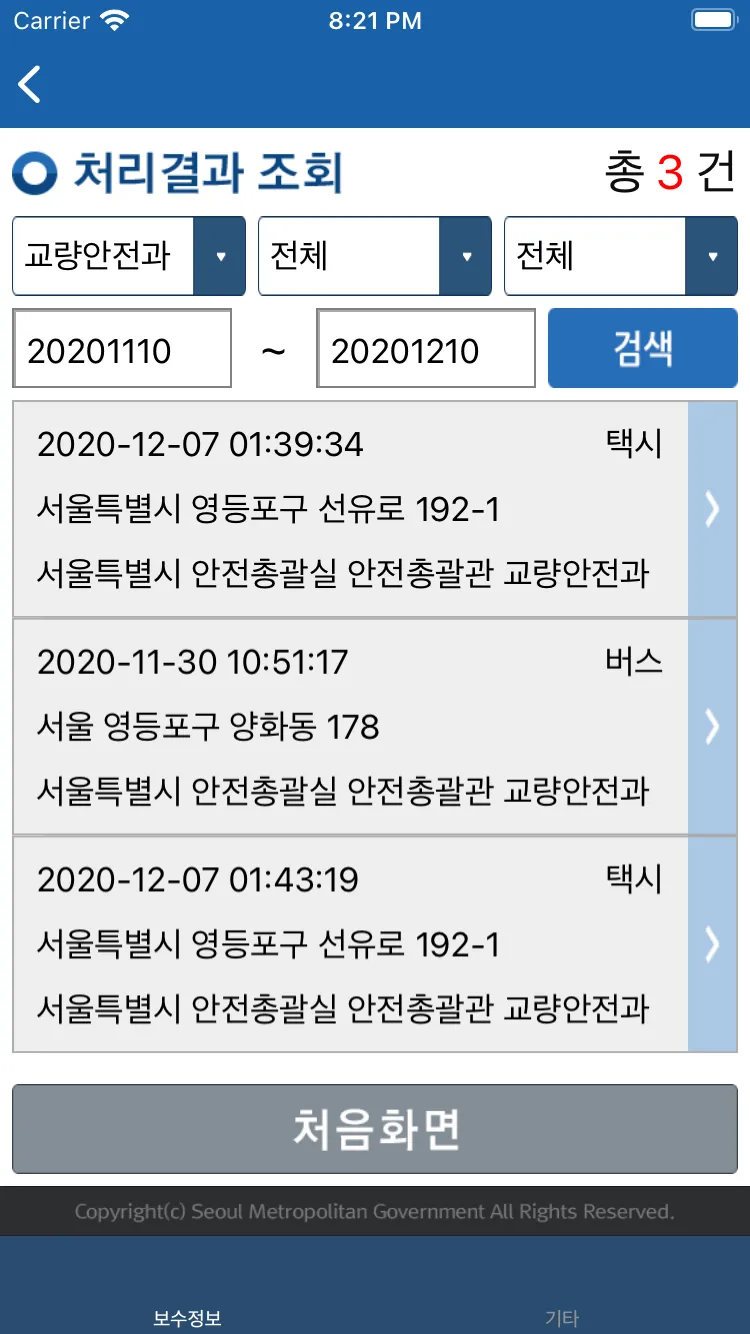 Carrier 8:21 PM
처리결과 조회 총 3 건
교량안전과 전체 전체
20201110 ~ 20201210 검색
2020-12-07 01:39:34 택시
서울특별시 영등포구 선유로 192-1
서울특별시 안전총괄실 안전총괄관 교량안전과
2020-11-30 10:51:17 버스
서울 영등포구 양화동 178
서울특별시 안전총괄실 안전총괄관 교량안전과
2020-12-07 01:43:19 택시
서울특별시 영등포구 선유로 192-1
서울특별시 안전총괄실 안전총괄관 교량안전과
처음화면
Copyright(c) Seoul Metropolitan Government All Rights Reserved.
보수정보 기타